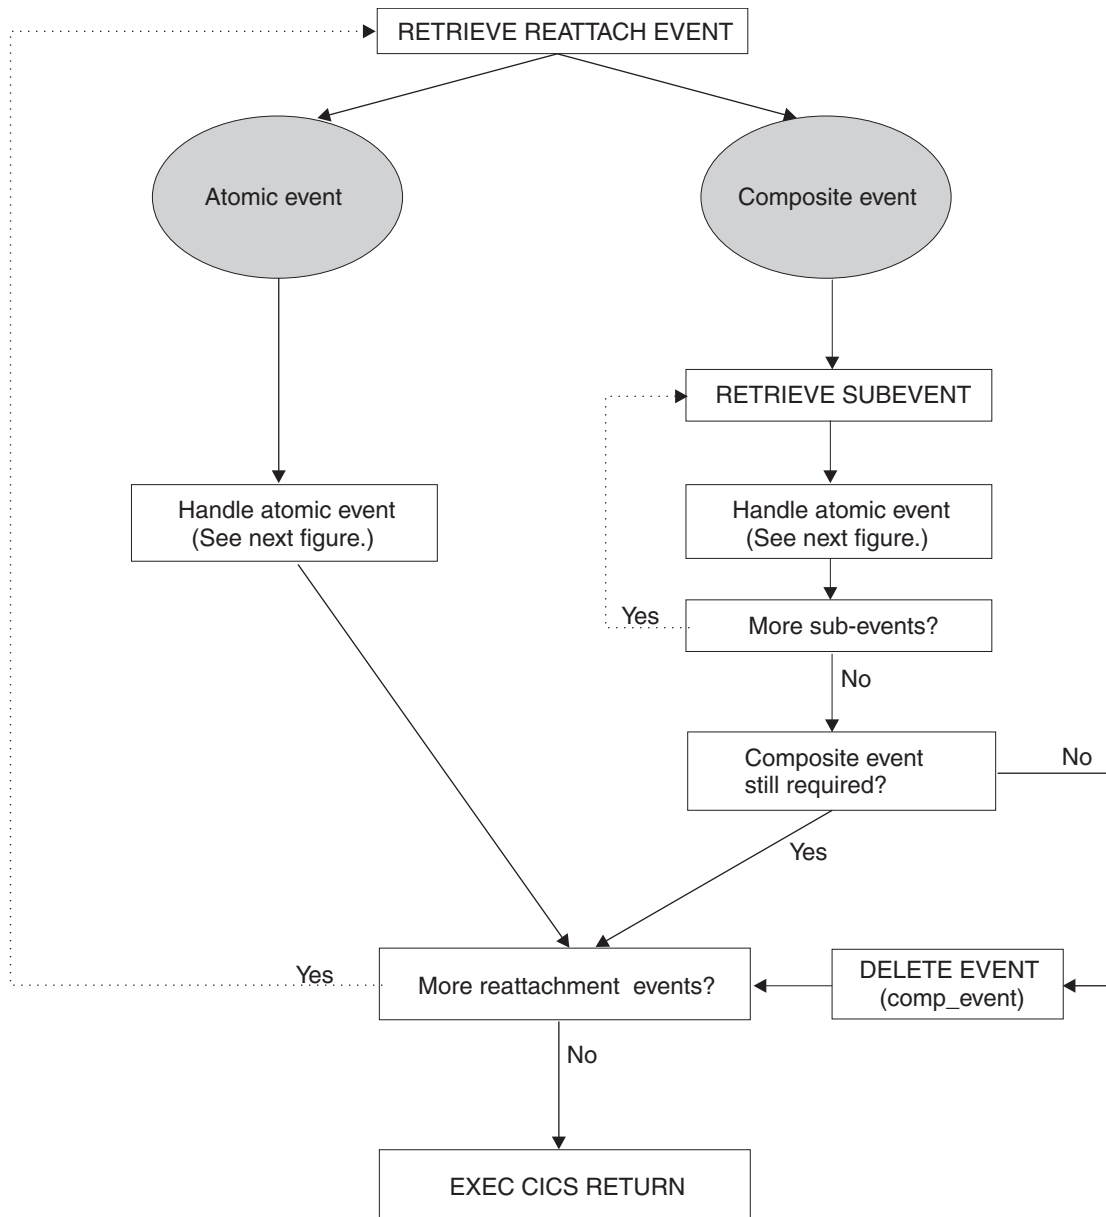 RETRIEVE REATTACH EVENT
Atomic event
Composite event
RETRIEVE SUBEVENT
Handle atomic event
(See next figure.)
Handle atomic event
(See next figure.)
Yes
More sub-events?
No
Composite event
still required?
No
Yes
Yes
More reattachment events?
DELETE EVENT
(comp_event)
No
EXEC CICS RETURN